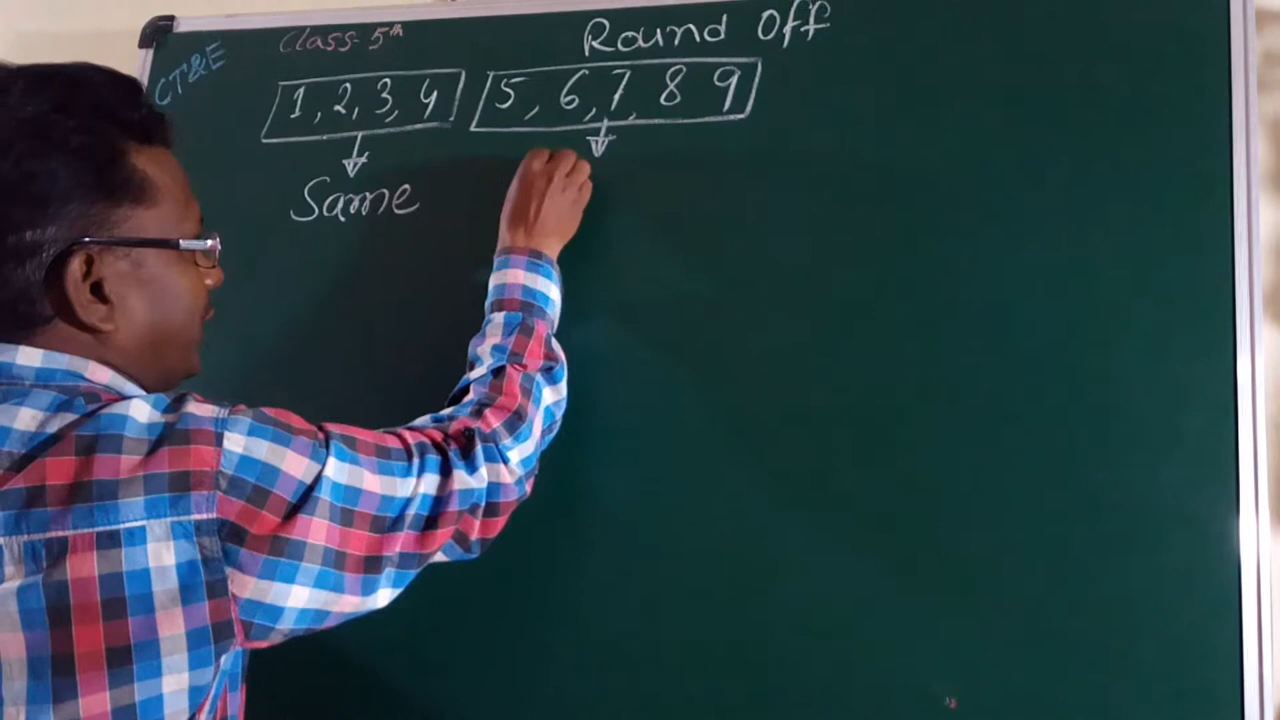 Class-5th
Round Off
CT&E
1, 2, 3, 4 5, 6, 7, 8 9
Same